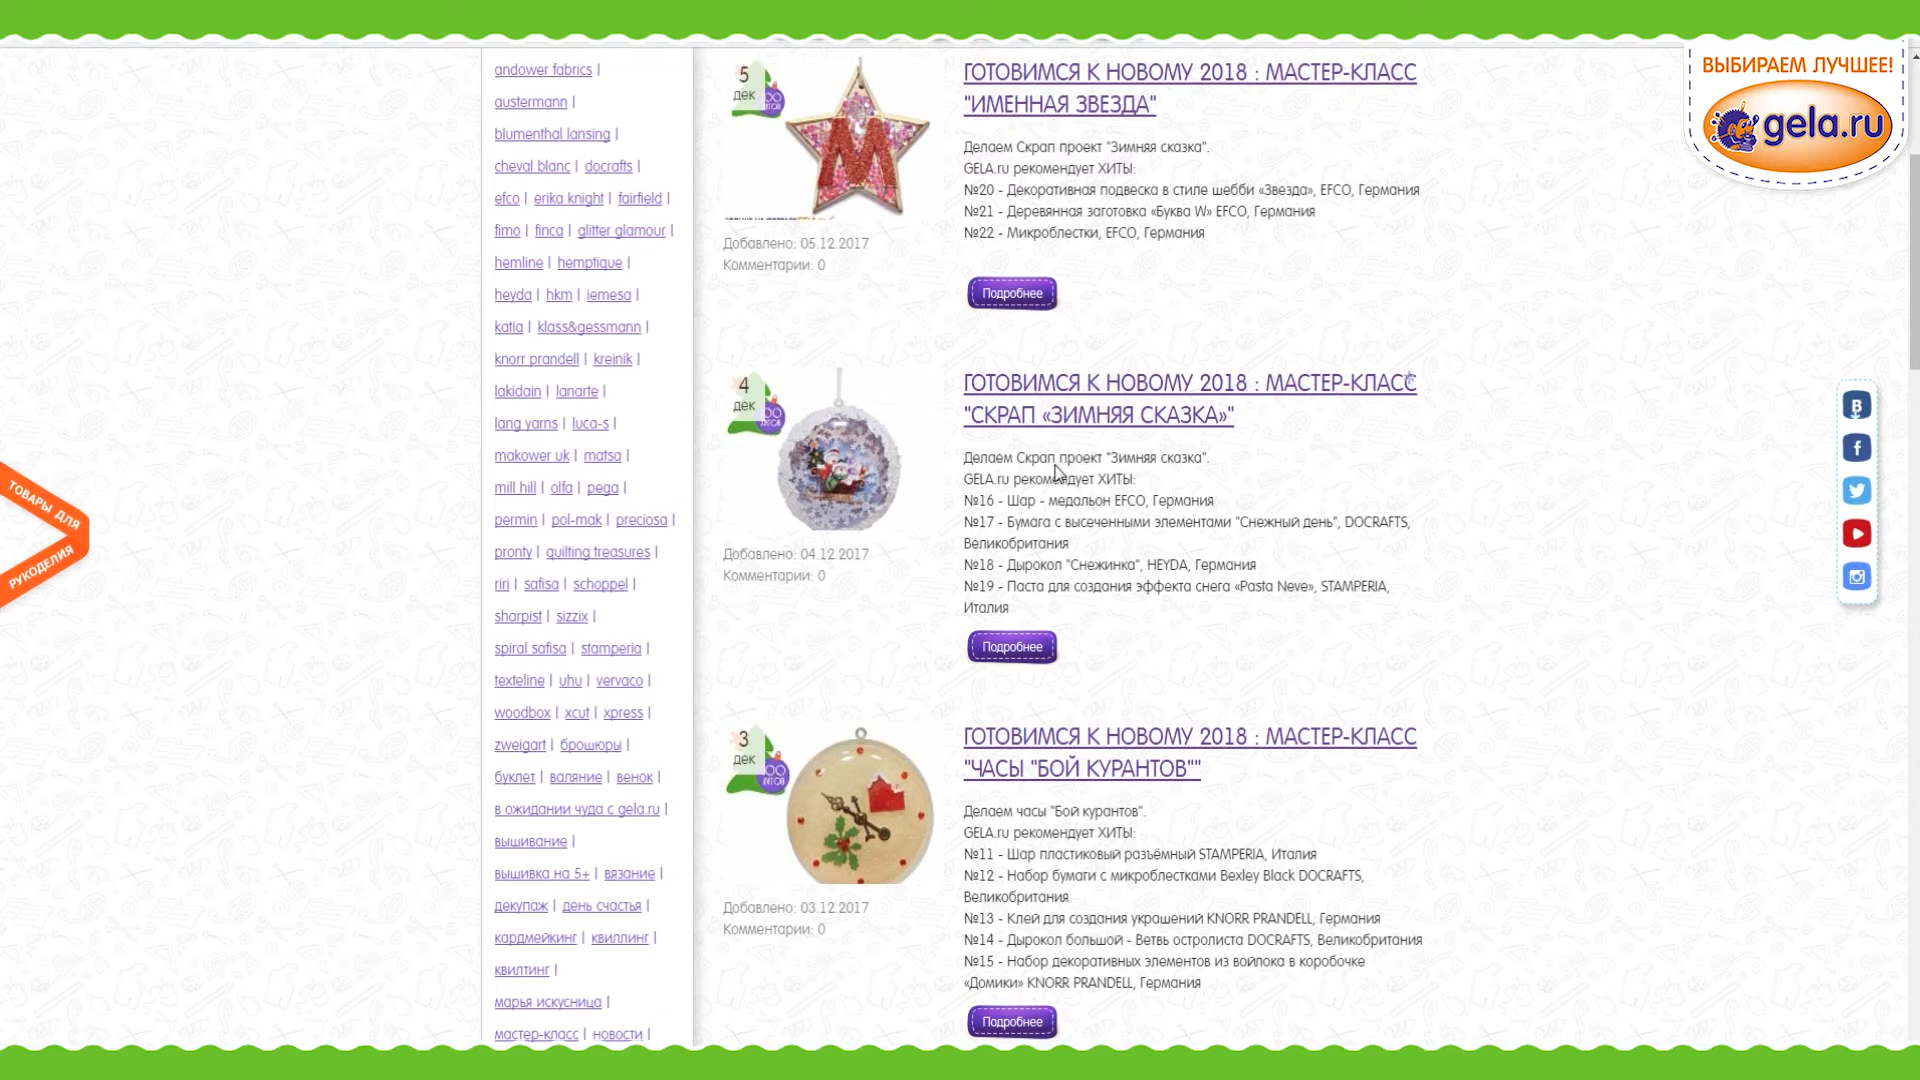 ВЫБИРАЕМ ЛУЧШЕЕ!
gela.ru
andower fabrics |
austermann |
blumenthal lansing |
cheval blanc | docrafts |
efco | erika knight | fairfield |
fimo | finca | glitter glamour |
hemline | hemptique |
heyda | hkm | iemesa |
katia | klass&gessmann |
knorr prandell | kreinik |
lakidain | lanarte |
lang yarns | luca-s |
makower uk | matsa |
mill hill | olfa | pega |
permin | pol-mak | preciosa |
pronty | quilting treasures |
riri | safisa | schoppel |
sharpist | sizzix |
spiral safisa | stamperia |
texteline | uhu | vervaco |
woodbox | xcut | xpress |
zweigart | брошюры |
буклет | валяние | венок |
в ожидании чуда с gela.ru |
вышивание |
вышивка на 5+ | вязание |
декупаж | день счастья |
кардмейкинг | квиллинг |
квилтинг |
марья искусница |
мастер-класс | новости |
5
дек
ГОТОВИМСЯ К НОВОМУ 2018 : МАСТЕР-КЛАСС
"ИМЕННАЯ ЗВЕЗДА"
Делаем Скрап проект "Зимняя сказка".
GELA.ru рекомендует ХИТЫ:
№20 - Декоративная подвеска в стиле шебби «Звезда», EFCO, Германия
№21 - Деревянная заготовка «Буква W» EFCO, Германия
№22 - Микроблестки, EFCO, Германия
Добавлено: 05.12.2017
Комментарии: 0
Подробнее
4
дек
ГОТОВИМСЯ К НОВОМУ 2018 : МАСТЕР-КЛАСС
"СКРАП «ЗИМНЯЯ СКАЗКА»"
Делаем Скрап проект "Зимняя сказка".
GELA.ru рекомендует ХИТЫ:
№16 - Шар - медальон EFCO, Германия
№17 - Бумага с высеченными элементами "Снежный день", DOCRAFTS,
Великобритания
№18 - Дырокол "Снежинка", HEYDA, Германия
№19 - Паста для создания эффекта снега «Pasta Neve», STAMPERIA,
Италия
Добавлено: 04.12.2017
Комментарии: 0
Подробнее
3
дек
ГОТОВИМСЯ К НОВОМУ 2018 : МАСТЕР-КЛАСС
"ЧАСЫ "БОЙ КУРАНТОВ""
Делаем часы "Бой курантов".
GELA.ru рекомендует ХИТЫ:
№11 - Шар пластиковый разъёмный STAMPERIA, Италия
№12 - Набор бумаги с микроблестками Bexley Black DOCRAFTS,
Великобритания
№13 - Клей для создания украшений KNORR PRANDELL, Германия
№14 - Дырокол большой - Ветвь остролиста DOCRAFTS, Великобритания
№15 - Набор декоративных элементов из войлока в коробочке
«Домики» KNORR PRANDELL, Германия
Добавлено: 03.12.2017
Комментарии: 0
Подробнее
ТОВАРЫ ДЛЯ
РУКОДЕЛИЯ